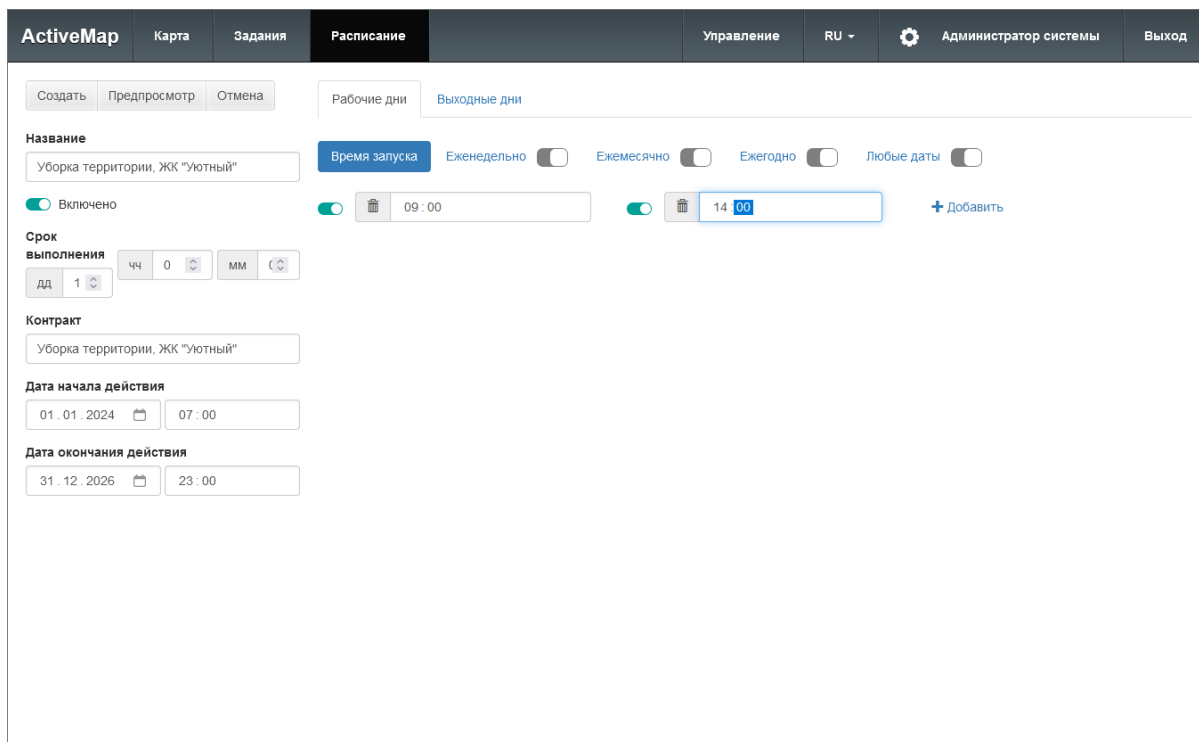 ActiveMap Карта Задания Расписание Управление RU Администратор системы Выход
Создать Предпросмотр Отмена
Рабочие дни Выходные дни
Название
Уборка территории, ЖК "Уютный"
Включено
Срок выполнения
дд 1 чч 0 мм
Контракт
Уборка территории, ЖК "Уютный"
Дата начала действия
01.01.2024 07:00
Дата окончания действия
31.12.2026 23:00
Время запуска Еженедельно Ежемесячно Ежегодно Любые даты
09:00 14:00 Добавить